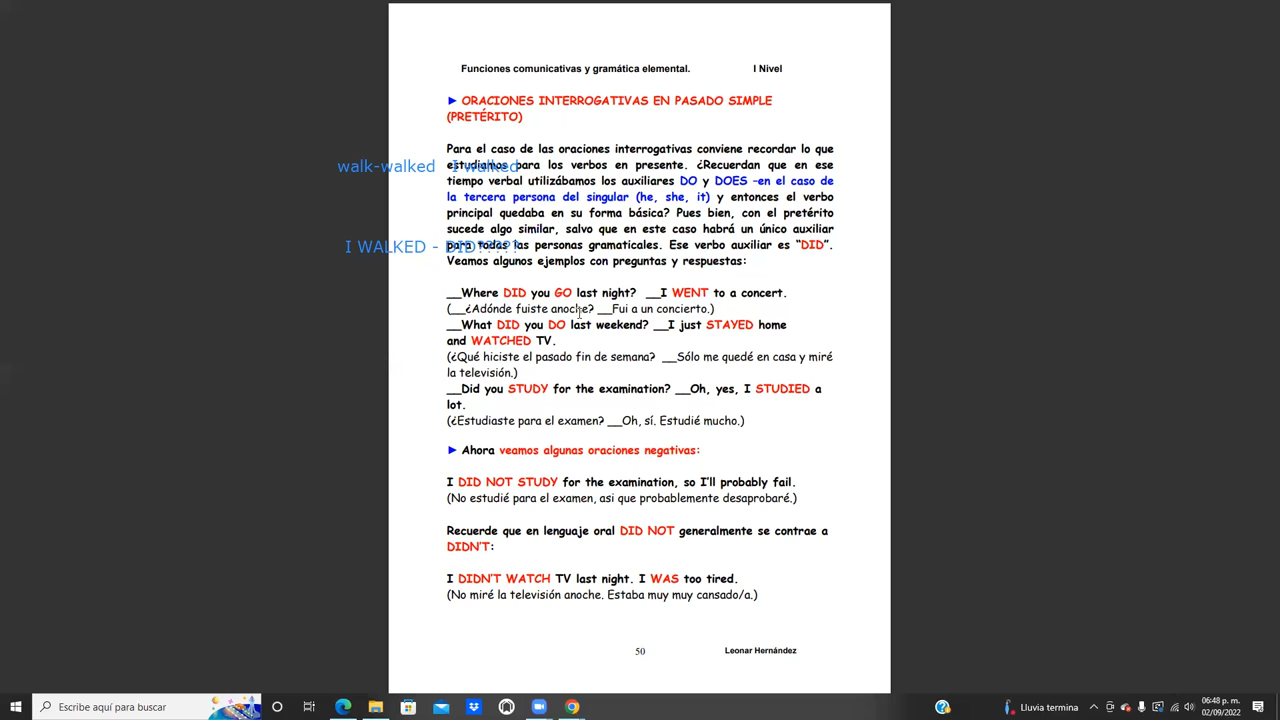 Funciones comunicativas y gramática elemental. I Nivel
► ORACIONES INTERROGATIVAS EN PASADO SIMPLE
(PRETÉRITO)
Para el caso de las oraciones interrogativas conviene recordar lo que
walk-walked I walked
estudiamos para los verbos en presente. ¿Recuerdan que en ese
tiempo verbal utilizábamos los auxiliares DO y DOES –en el caso de
la tercera persona del singular (he, she, it) y entonces el verbo
principal quedaba en su forma básica? Pues bien, con el pretérito
sucede algo similar, salvo que en este caso habrá un único auxiliar
I WALKED - DID????
para todas las personas gramaticales. Ese verbo auxiliar es “DID”.
Veamos algunos ejemplos con preguntas y respuestas:
__Where DID you GO last night? __I WENT to a concert.
(__¿Adónde fuiste anoche? __Fui a un concierto.)
__What DID you DO last weekend? __I just STAYED home
and WATCHED TV.
(¿Qué hiciste el pasado fin de semana? __Sólo me quedé en casa y miré
la televisión.)
__Did you STUDY for the examination? __Oh, yes, I STUDIED a
lot.
(¿Estudiaste para el examen? __Oh, sí. Estudié mucho.)
► Ahora veamos algunas oraciones negativas:
I DID NOT STUDY for the examination, so I’ll probably fail.
(No estudié para el examen, asi que probablemente desaprobaré.)
Recuerde que en lenguaje oral DID NOT generalmente se contrae a
DIDN’T:
I DIDN’T WATCH TV last night. I WAS too tired.
(No miré la televisión anoche. Estaba muy muy cansado/a.)
50 Leonar Hernández
Escribe aquí para buscar
Lluvia termina
06:48 p. m.
02/09/2022